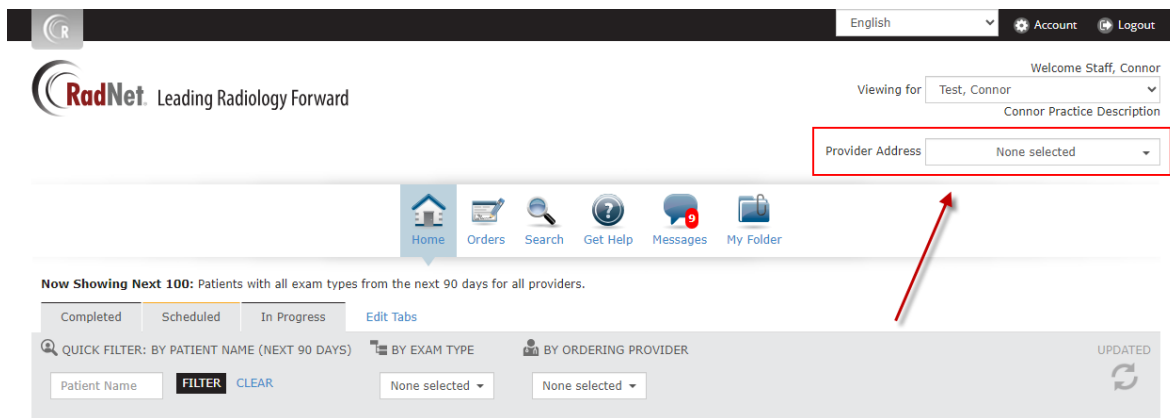 English Account Logout
R
Welcome Staff, Connor
RadNet. Leading Radiology Forward
Viewing for Test, Connor
Connor Practice Description
Provider Address None selected
9
Home Orders Search Get Help Messages My Folder
Now Showing Next 100: Patients with all exam types from the next 90 days for all providers.
Completed Scheduled In Progress Edit Tabs
QUICK FILTER: BY PATIENT NAME (NEXT 90 DAYS) BY EXAM TYPE BY ORDERING PROVIDER UPDATED
Patient Name FILTER CLEAR None selected None selected